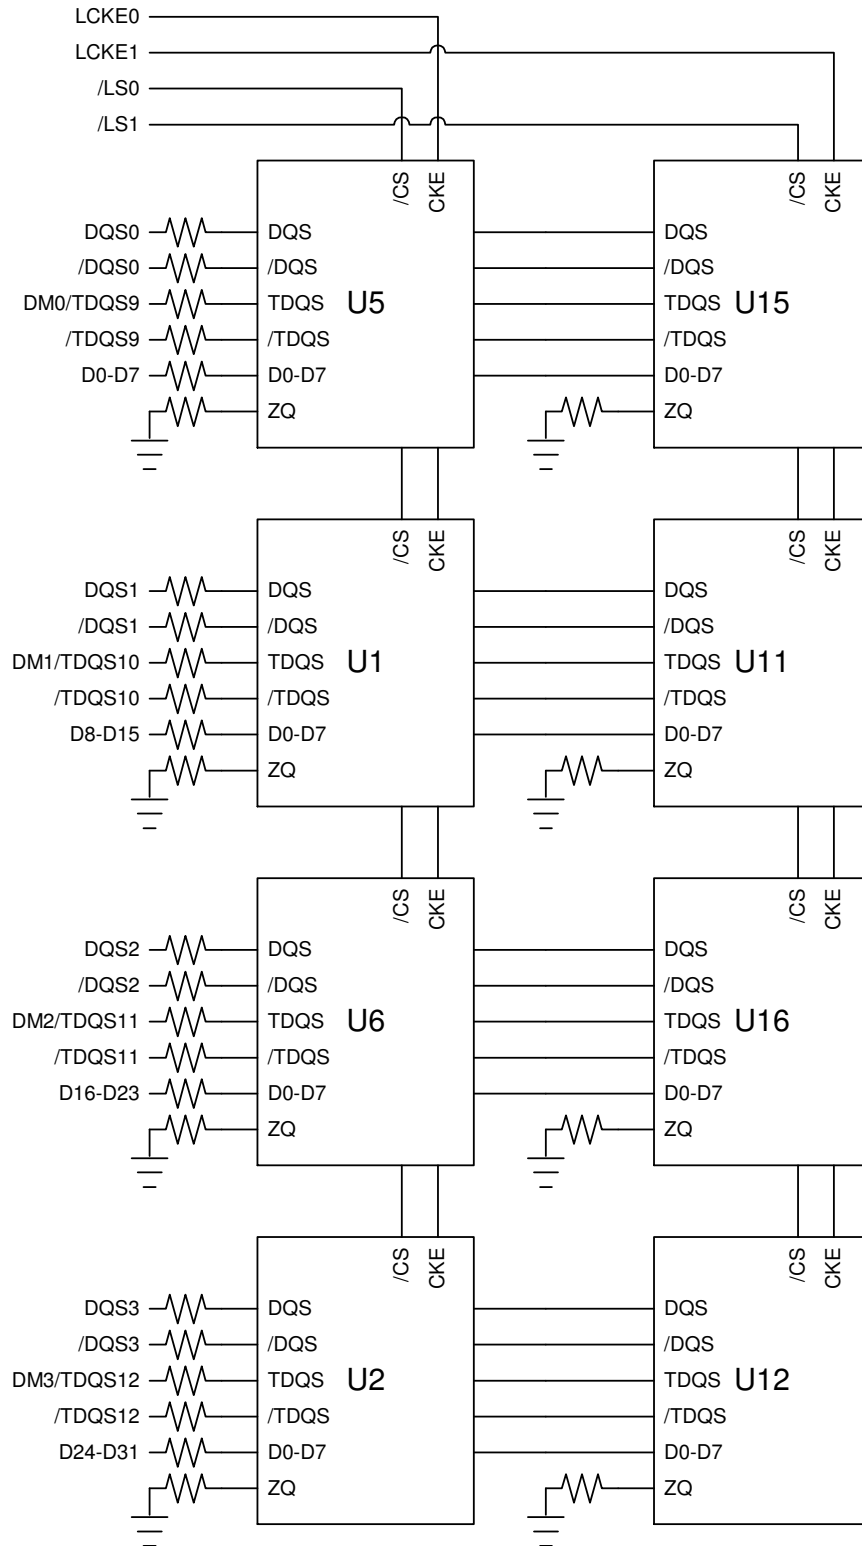 LCKE0
LCKE1
/LS0
/LS1
/CS CKE /CS CKE
DQS0 DQS DQS
/DQS0 /DQS /DQS
DM0/TDQS9 TDQS U5 TDQS U15
/TDQS9 /TDQS /TDQS
D0-D7 D0-D7 D0-D7
ZQ ZQ
/CS CKE /CS CKE
DQS1 DQS DQS
/DQS1 /DQS /DQS
DM1/TDQS10 TDQS U1 TDQS U11
/TDQS10 /TDQS /TDQS
D8-D15 D0-D7 D0-D7
ZQ ZQ
/CS CKE /CS CKE
DQS2 DQS DQS
/DQS2 /DQS /DQS
DM2/TDQS11 TDQS U6 TDQS U16
/TDQS11 /TDQS /TDQS
D16-D23 D0-D7 D0-D7
ZQ ZQ
/CS CKE /CS CKE
DQS3 DQS DQS
/DQS3 /DQS /DQS
DM3/TDQS12 TDQS U2 TDQS U12
/TDQS12 /TDQS /TDQS
D24-D31 D0-D7 D0-D7
ZQ ZQ